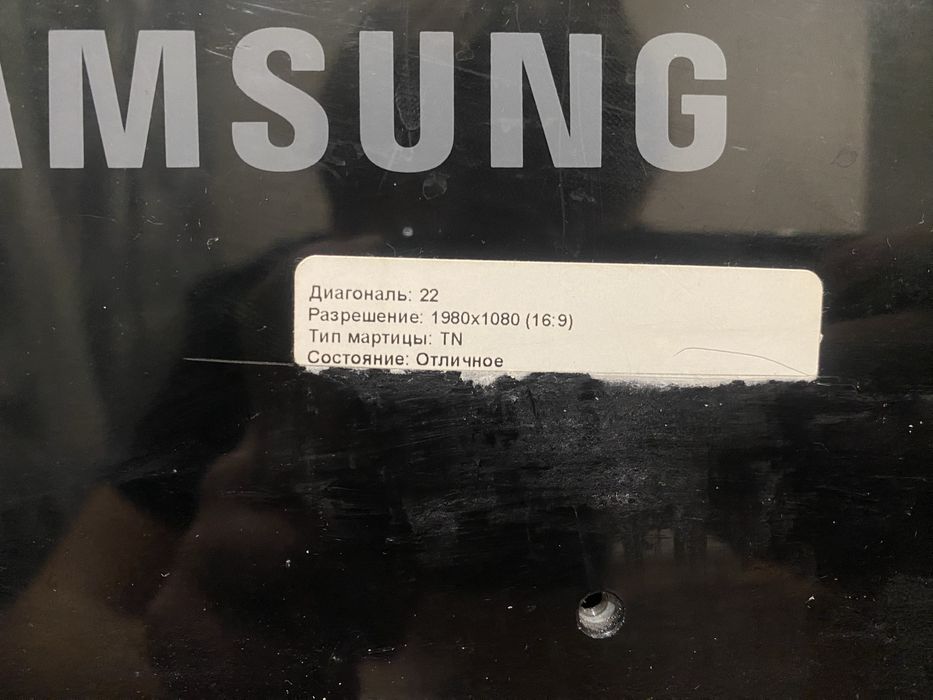 AMSUNG
Диагональ: 22
Разрешение: 1980x1080 (16:9)
Тип мартицы: TN
Состояние: Отличное